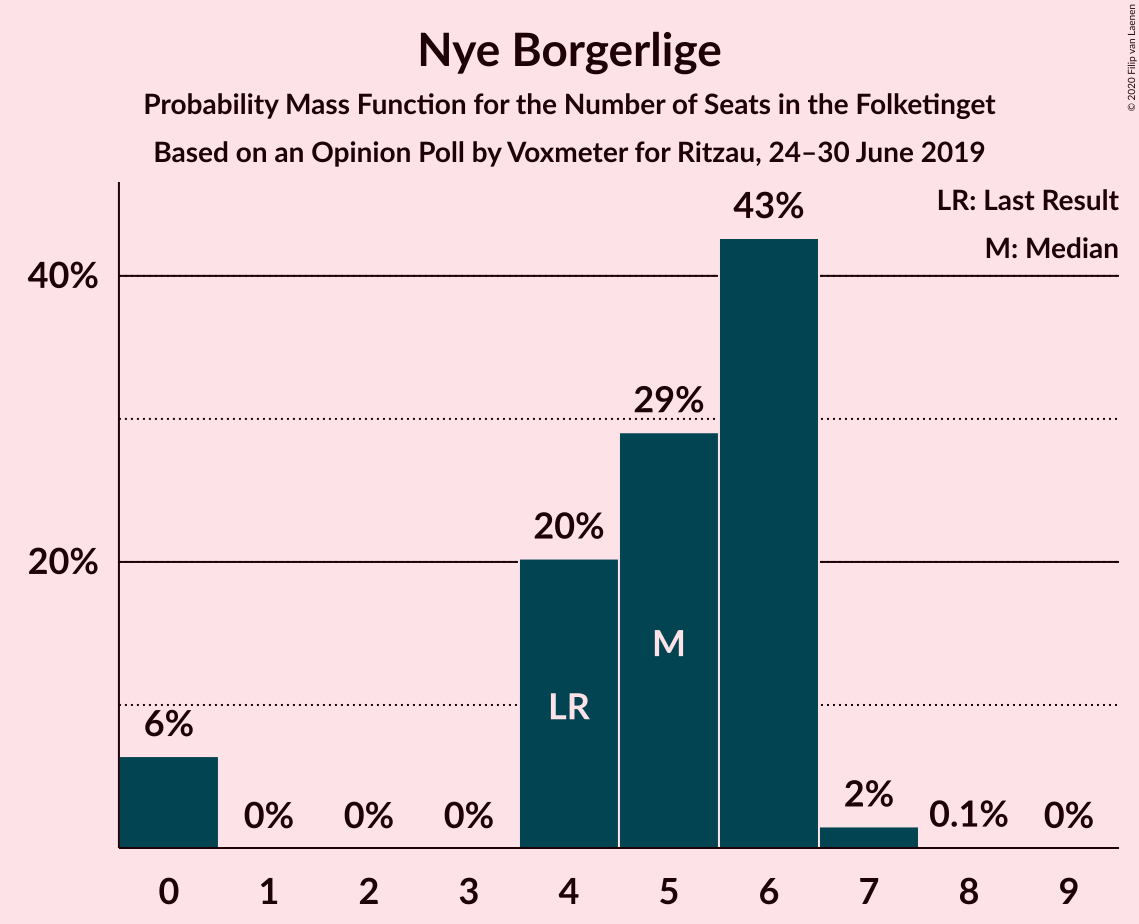 Nye Borgerlige
Probability Mass Function for the Number of Seats in the Folketinget
Based on an Opinion Poll by Voxmeter for Ritzau, 24–30 June 2019
© 2020 Filip van Laenen
LR: Last Result
M: Median
43%
40%
29%
20%
20%
M
LR
6%
0%
0%
0%
2%
0.1%
0%
0
1
2
3
4
5
6
7
8
9